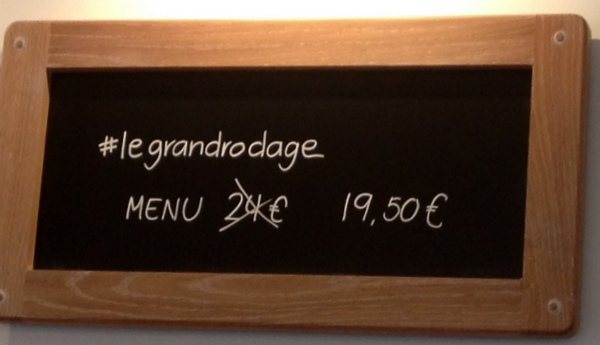 #legrandrodage
MENU 24€ 19,50€